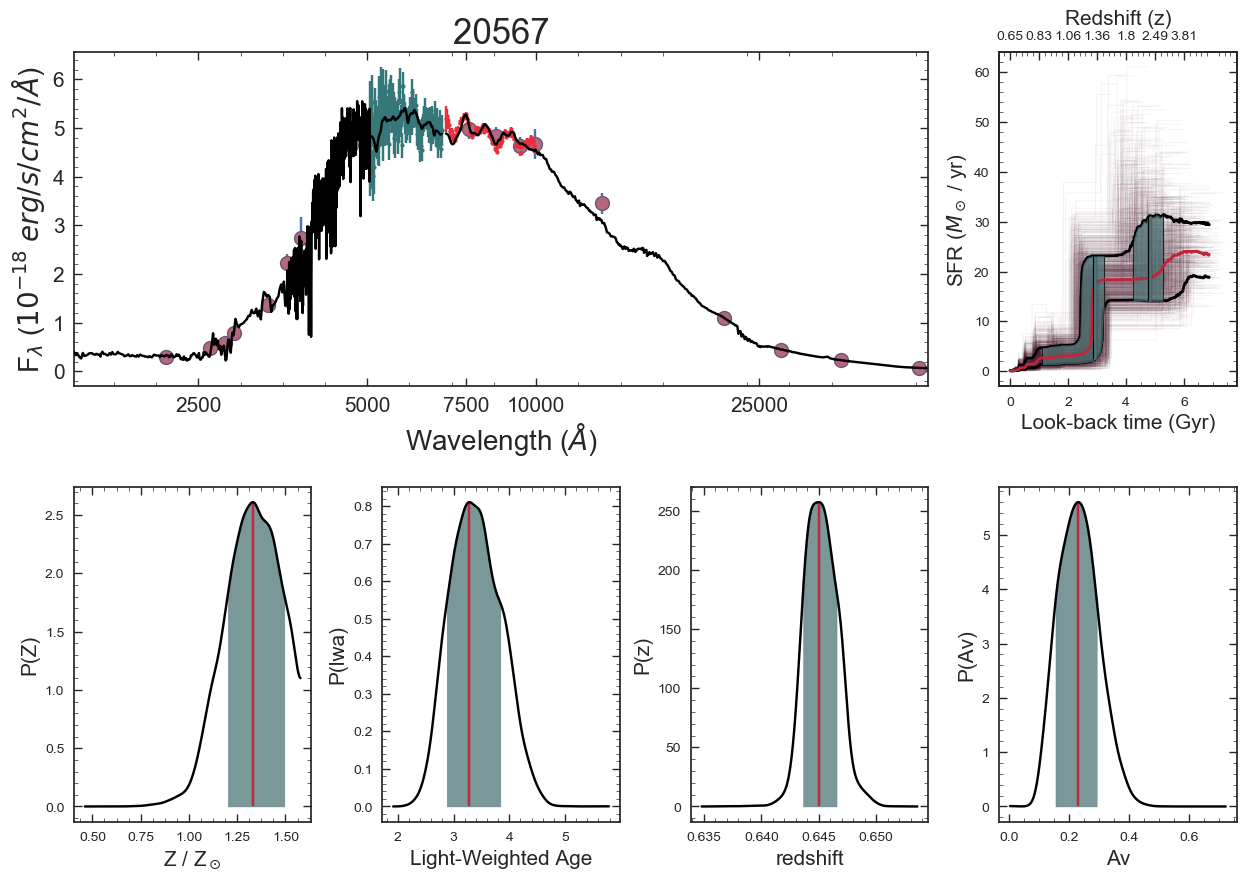 20567
F_λ (10^−18 erg/s/cm^2/Å)
6
5
4
3
2
1
0
2500 5000 7500 10000 25000
Wavelength (Å)
Redshift (z)
0.65 0.83 1.06 1.36 1.8 2.49 3.81
SFR (M_⊙ / yr)
60
50
40
30
20
10
0
0 2 4 6
Look-back time (Gyr)
P(Z)
2.5
2.0
1.5
1.0
0.5
0.0
0.50 0.75 1.00 1.25 1.50
Z / Z_⊙
P(lwa)
0.8
0.7
0.6
0.5
0.4
0.3
0.2
0.1
0.0
2 3 4 5
Light-Weighted Age
P(z)
250
200
150
100
50
0
0.635 0.640 0.645 0.650
redshift
P(Av)
5
4
3
2
1
0
0.0 0.2 0.4 0.6
Av